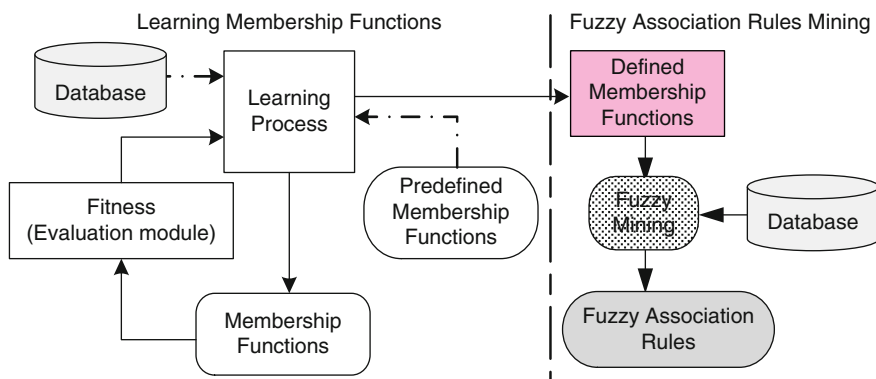 Learning Membership Functions
Fuzzy Association Rules Mining
Database
Learning
Process
Defined
Membership
Functions
Fitness
(Evaluation module)
Predefined
Membership
Functions
Fuzzy
Mining
Database
Membership
Functions
Fuzzy Association
Rules